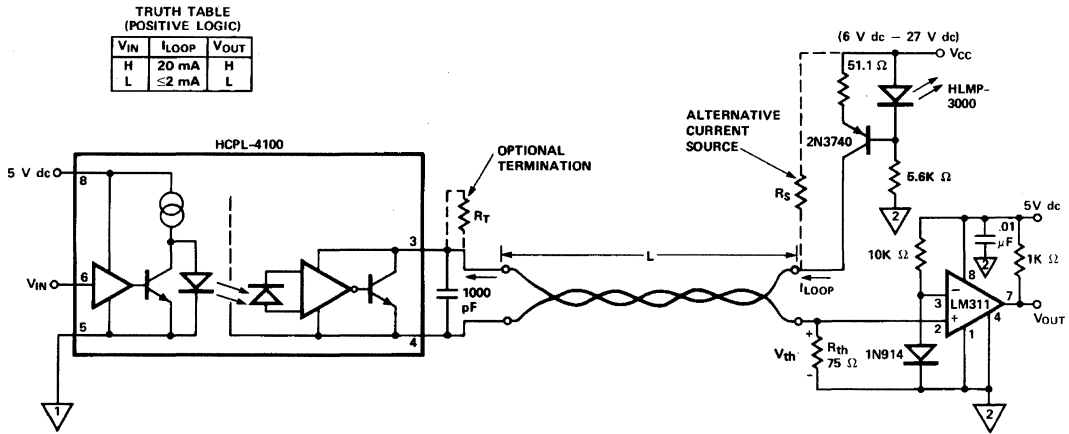 TRUTH TABLE
(POSITIVE LOGIC)
VIN ILOOP VOUT
H 20 mA H
L ≤2 mA L
HCPL-4100
5 V dc
8
VIN
6
5
1
3
4
OPTIONAL
TERMINATION
RT
1000
pF
L
ALTERNATIVE
CURRENT
SOURCE
RS
ILOOP
(6 V dc – 27 V dc)
VCC
51.1 Ω
HLMP-
3000
2N3740
5.6K Ω
2
5V dc
.01
μF
2
10K Ω
1K Ω
8
–
3
LM311
7
+
2
4
1
VOUT
+
Vth
–
Rth
75 Ω
1N914
2